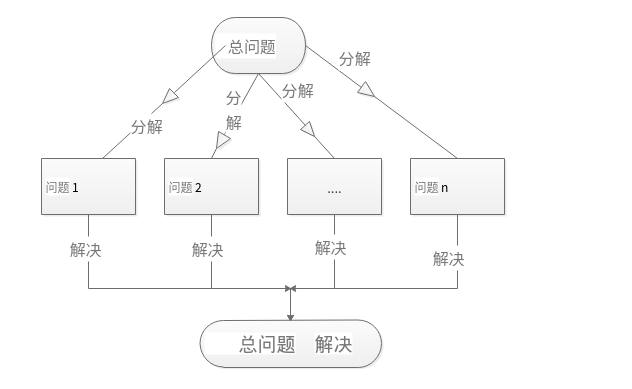 总问题
分解
分
解
分解
分解
问题 1
问题 2
....
问题 n
解决
解决
解决
解决
总问题 解决